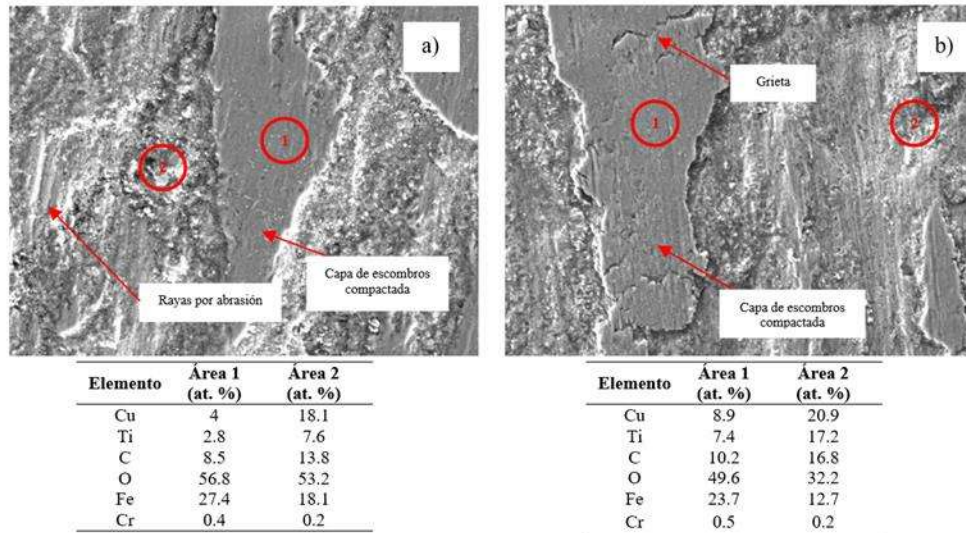 a)
1
2
Rayas por abrasión
Capa de escombros
compactada
b)
Grieta
1
2
Capa de escombros
compactada
Elemento Área 1 (at. %) Área 2 (at. %)
Cu 4 18.1
Ti 2.8 7.6
C 8.5 13.8
O 56.8 53.2
Fe 27.4 18.1
Cr 0.4 0.2
Elemento Área 1 (at. %) Área 2 (at. %)
Cu 8.9 20.9
Ti 7.4 17.2
C 10.2 16.8
O 49.6 32.2
Fe 23.7 12.7
Cr 0.5 0.2